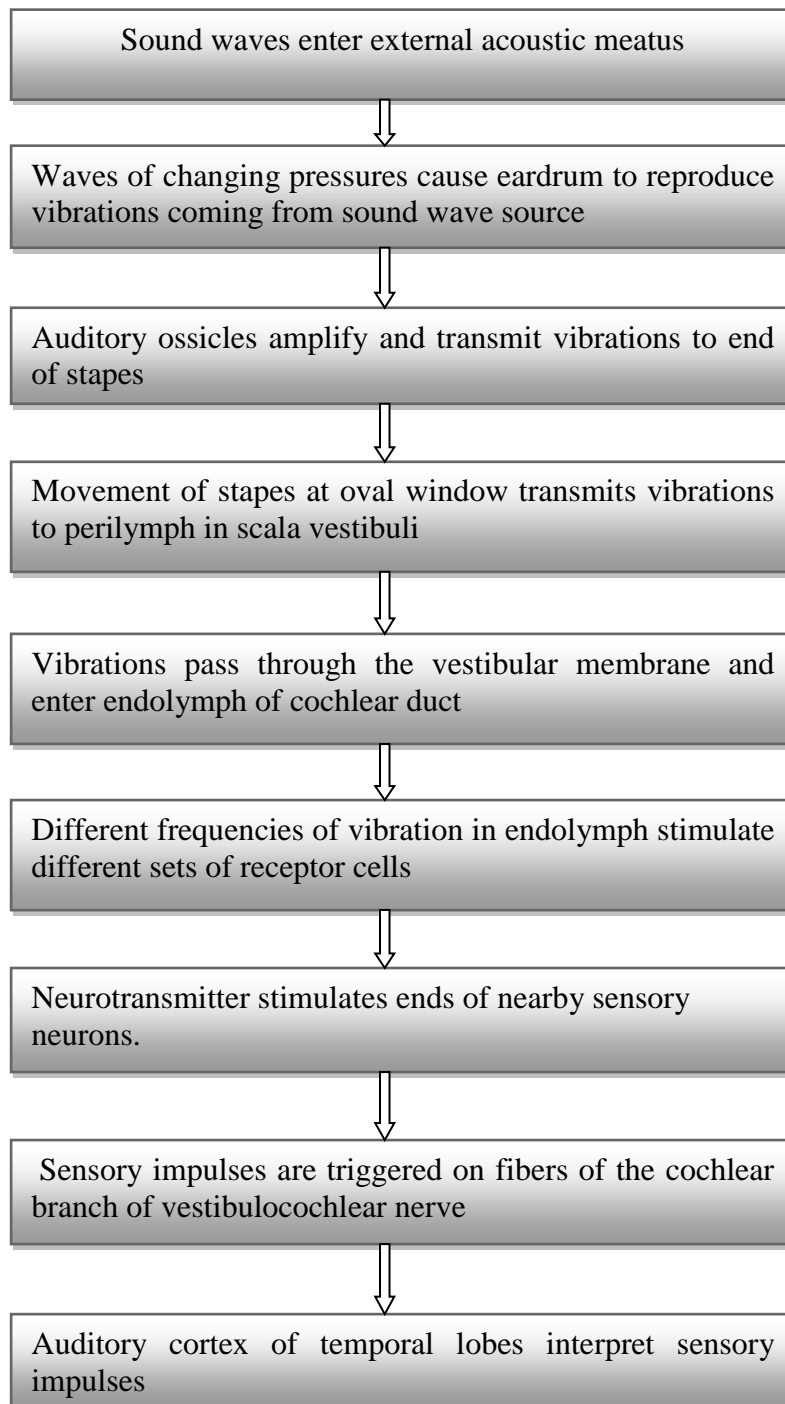 Sound waves enter external acoustic meatus
Waves of changing pressures cause eardrum to reproduce
vibrations coming from sound wave source
Auditory ossicles amplify and transmit vibrations to end
of stapes
Movement of stapes at oval window transmits vibrations
to perilymph in scala vestibuli
Vibrations pass through the vestibular membrane and
enter endolymph of cochlear duct
Different frequencies of vibration in endolymph stimulate
different sets of receptor cells
Neurotransmitter stimulates ends of nearby sensory
neurons.
Sensory impulses are triggered on fibers of the cochlear
branch of vestibulocochlear nerve
Auditory cortex of temporal lobes interpret sensory
impulses